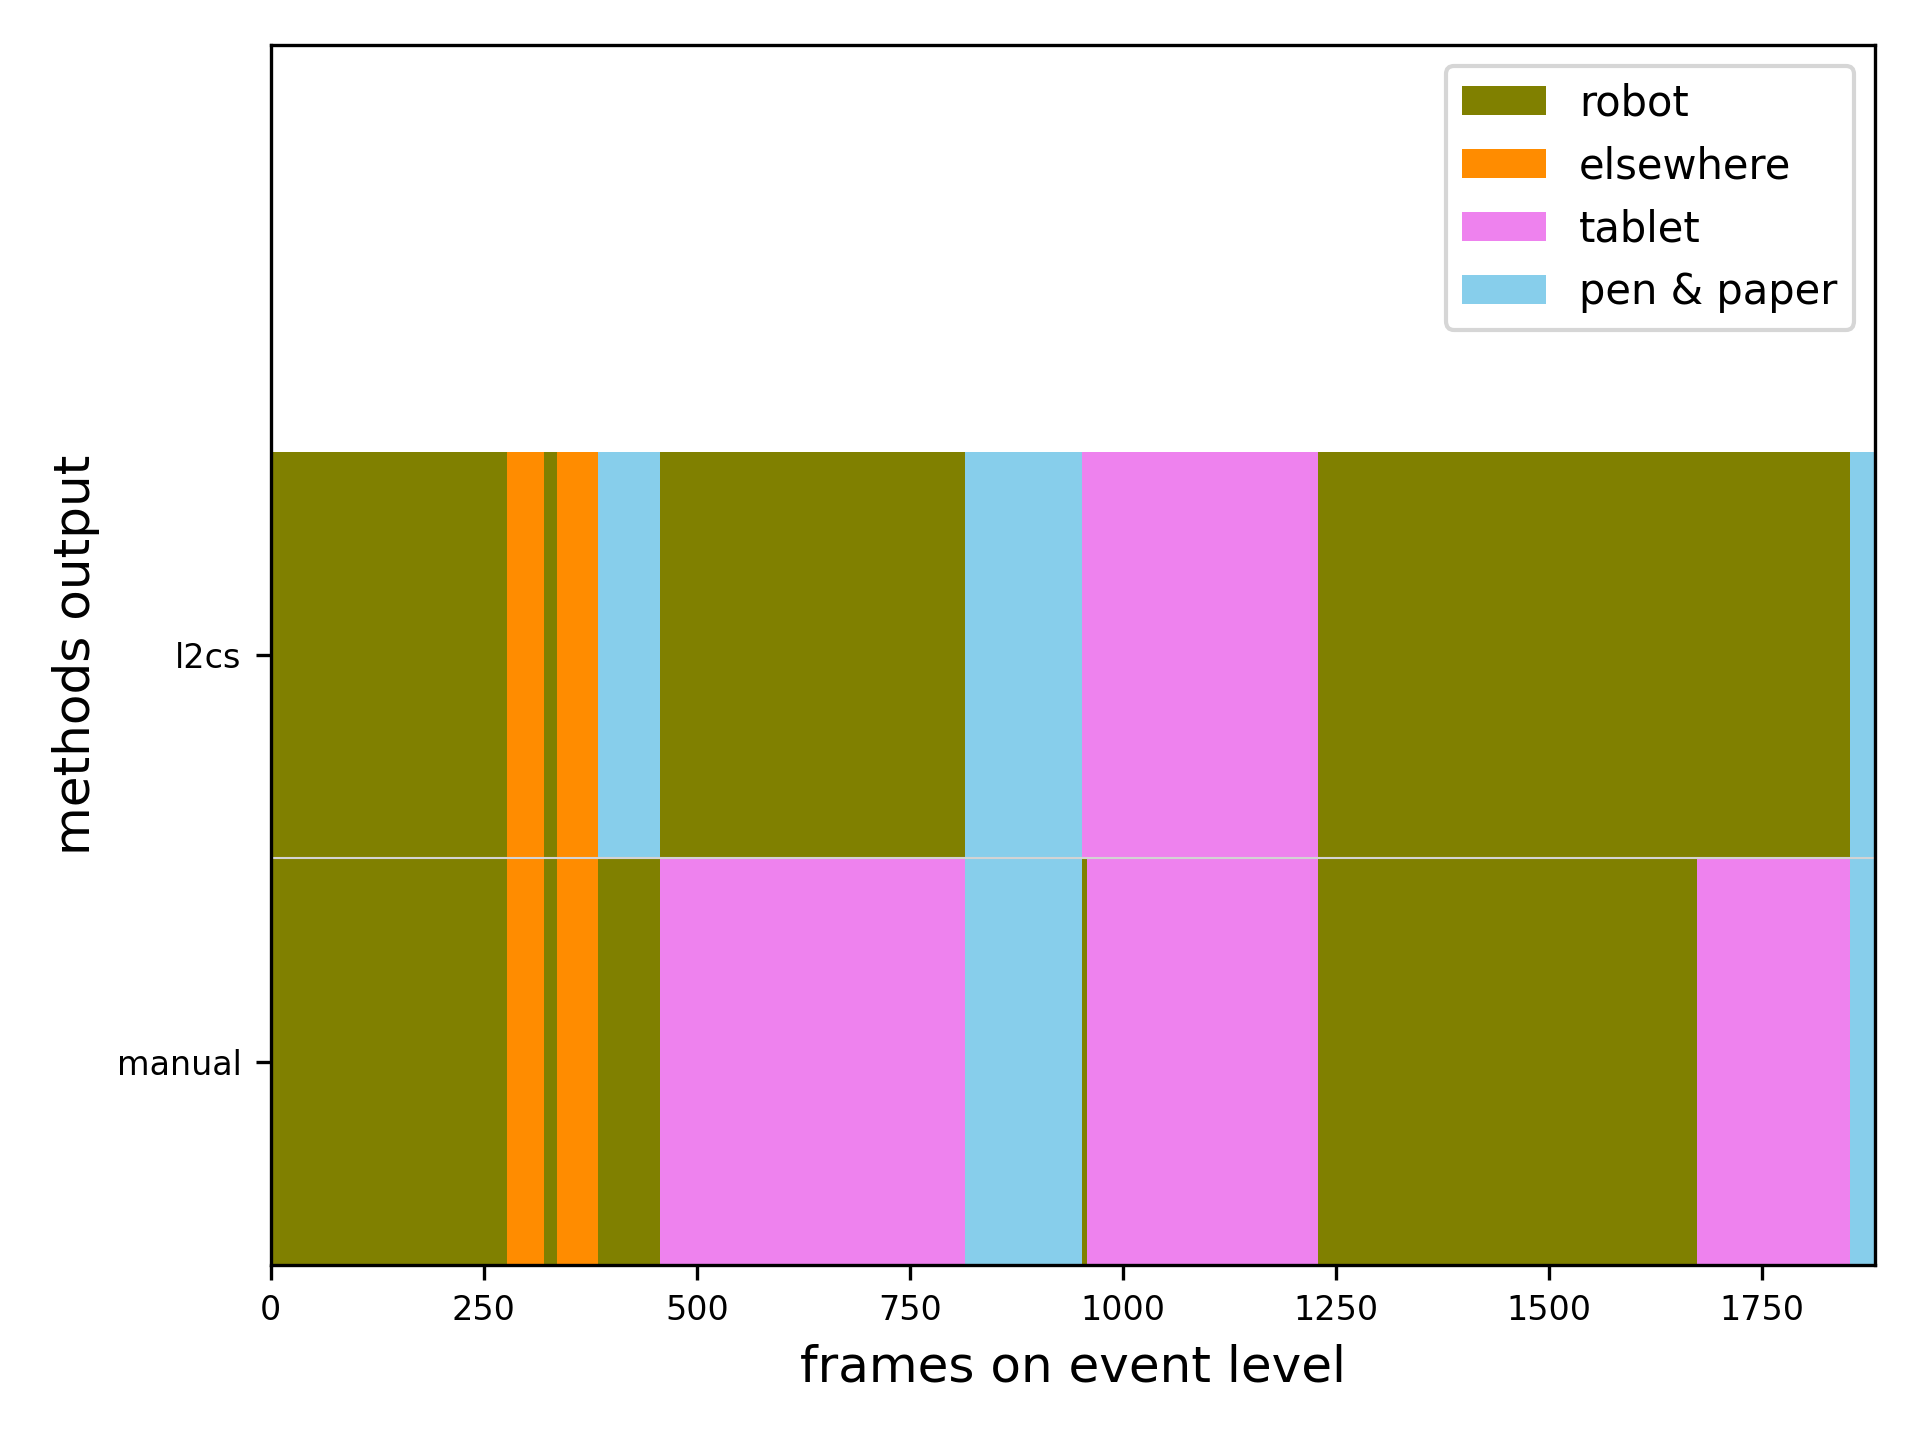 robot
elsewhere
tablet
pen & paper
methods output
l2cs
manual
0 250 500 750 1000 1250 1500 1750
frames on event level